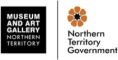 MUSEUM
AND ART
GALLERY
NORTHERN
TERRITORY
Northern
Territory
Government